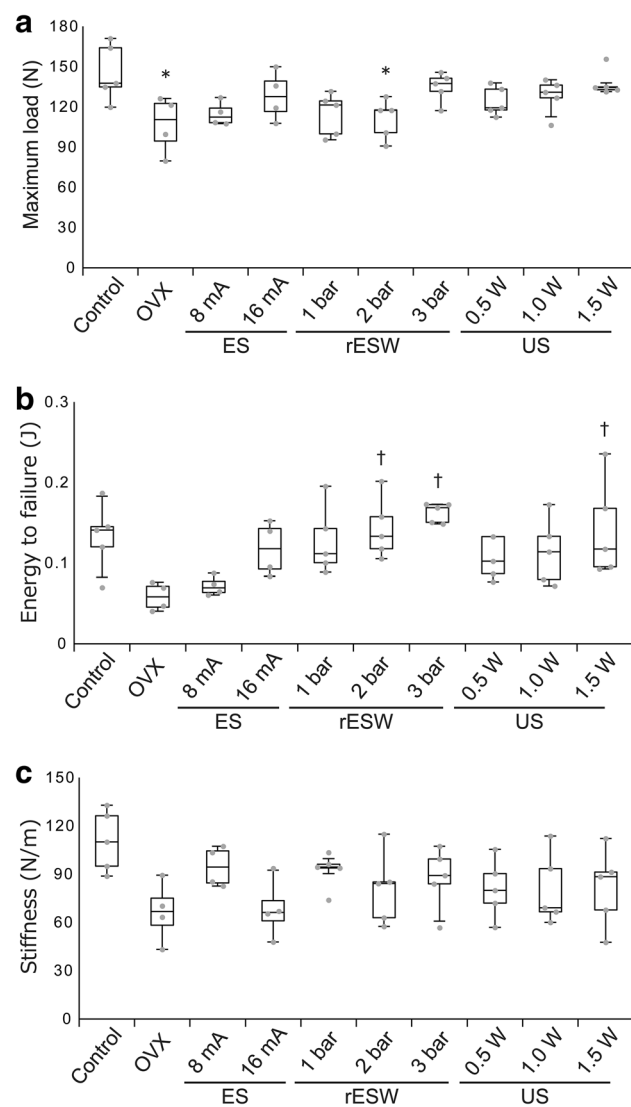 a
Maximum load (N)
180
150
120
90
60
30
0
*
*
Control
OVX
8 mA
16 mA
1 bar
2 bar
3 bar
0.5 W
1.0 W
1.5 W
ES
rESW
US
b
Energy to failure (J)
0.3
0.2
0.1
0
†
†
†
Control
OVX
8 mA
16 mA
1 bar
2 bar
3 bar
0.5 W
1.0 W
1.5 W
ES
rESW
US
c
Stiffness (N/m)
150
120
90
60
30
0
Control
OVX
8 mA
16 mA
1 bar
2 bar
3 bar
0.5 W
1.0 W
1.5 W
ES
rESW
US